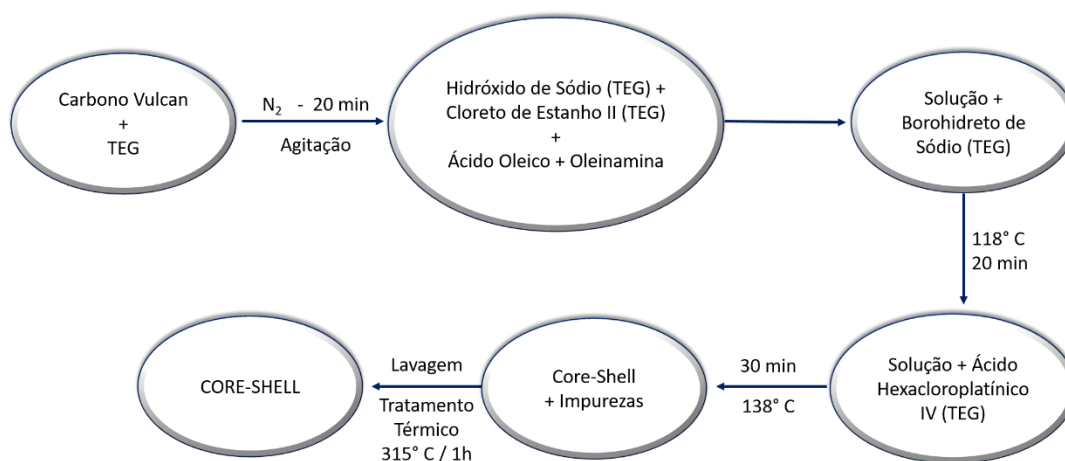 Carbono Vulcan
+
TEG
N₂ - 20 min
Agitação
Hidróxido de Sódio (TEG) +
Cloreto de Estanho II (TEG)
+
Ácido Oleico + Oleinamina
Solução +
Borohidreto de
Sódio (TEG)
118° C
20 min
Solução + Ácido
Hexacloroplatínico
IV (TEG)
30 min
138° C
Core-Shell
+ Impurezas
Lavagem
Tratamento
Térmico
315° C / 1h
CORE-SHELL